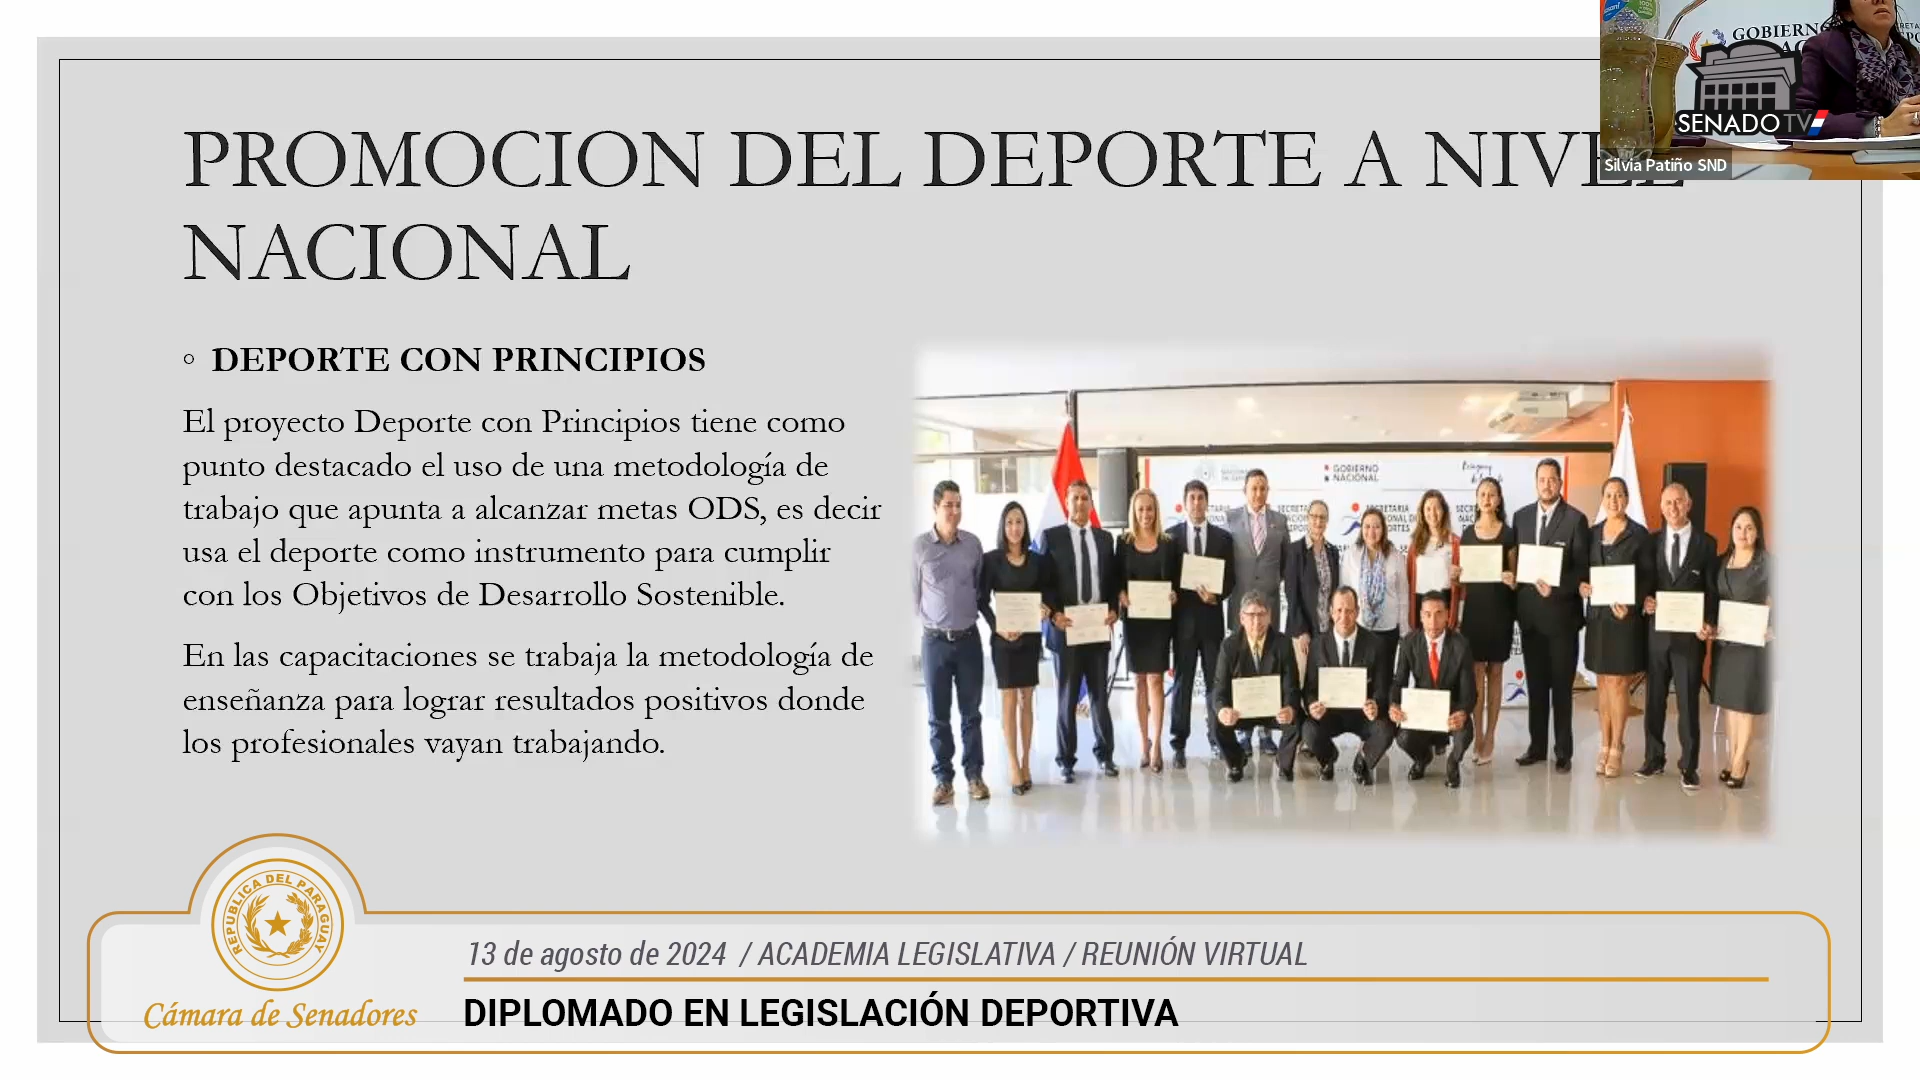 PROMOCION DEL DEPORTE A NIVEL
NACIONAL
◦ DEPORTE CON PRINCIPIOS
El proyecto Deporte con Principios tiene como
punto destacado el uso de una metodología de
trabajo que apunta a alcanzar metas ODS, es decir
usa el deporte como instrumento para cumplir
con los Objetivos de Desarrollo Sostenible.
En las capacitaciones se trabaja la metodología de
enseñanza para lograr resultados positivos donde
los profesionales vayan trabajando.
GOBIERNO
NACIONAL
SENADO TV
Silvia Patiño SND
REPUBLICA DEL PARAGUAY
Cámara de Senadores
13 de agosto de 2024 / ACADEMIA LEGISLATIVA / REUNIÓN VIRTUAL
DIPLOMADO EN LEGISLACIÓN DEPORTIVA